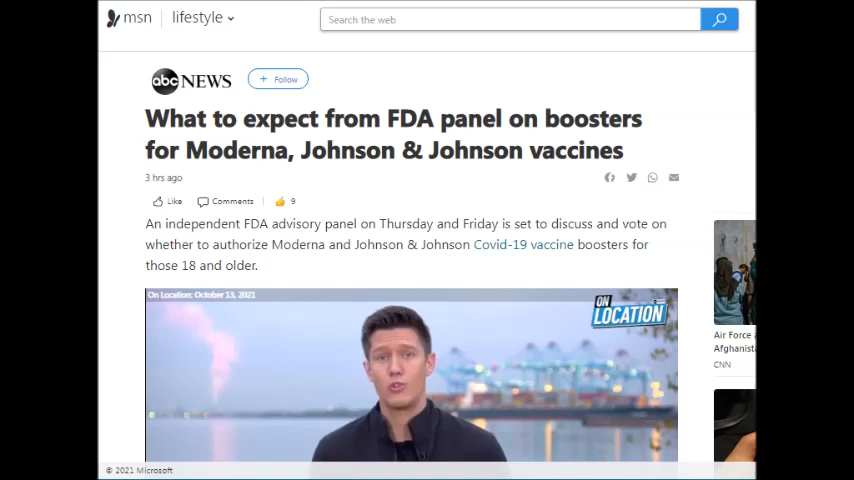 msn
lifestyle
Search the web
abc NEWS
+ Follow
What to expect from FDA panel on boosters
for Moderna, Johnson & Johnson vaccines
3 hrs ago
Like
Comments
9
An independent FDA advisory panel on Thursday and Friday is set to discuss and vote on
whether to authorize Moderna and Johnson & Johnson Covid-19 vaccine boosters for
those 18 and older.
On Location: October 13, 2021
ON
LOCATION
Air Force
Afghanist
CNN
© 2021 Microsoft